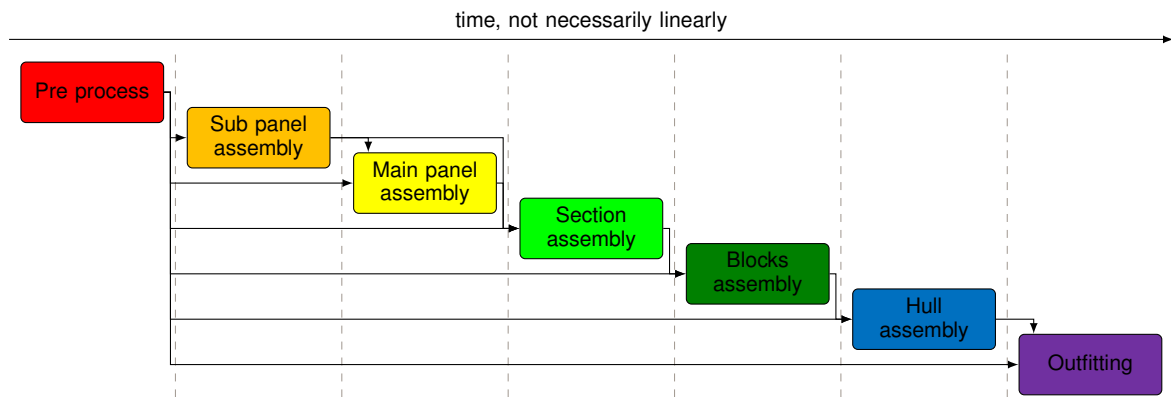 time, not necessarily linearly
Pre process
Sub panel
assembly
Main panel
assembly
Section
assembly
Blocks
assembly
Hull
assembly
Outfitting